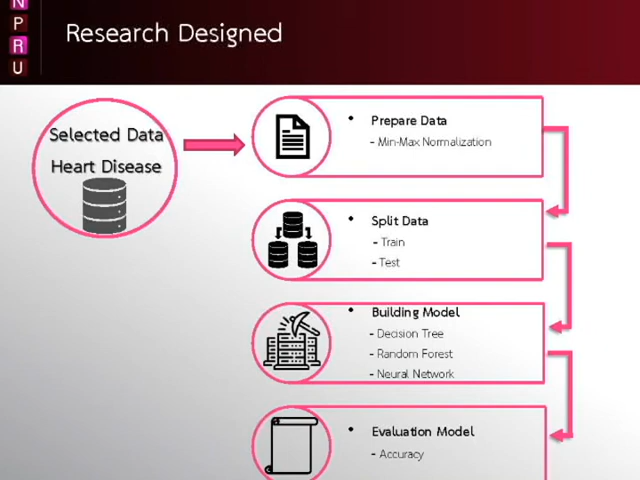 N
P
R
U
Research Designed
Selected Data
Heart Disease
• Prepare Data
- Min-Max Normalization
• Split Data
- Train
- Test
• Building Model
- Decision Tree
- Random Forest
- Neural Network
• Evaluation Model
- Accuracy